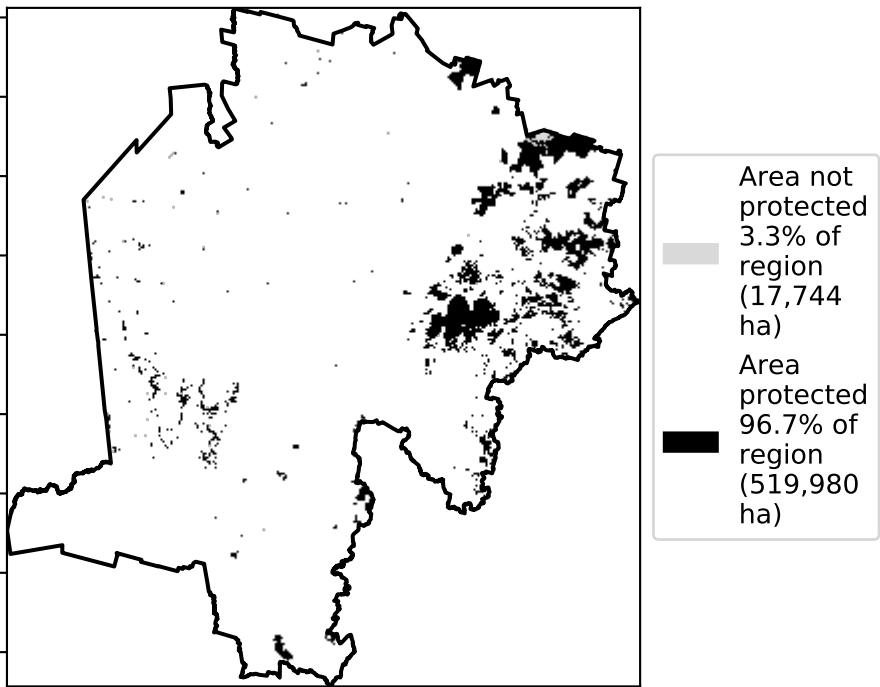 Area not
protected
3.3% of
region
(17,744
ha)
Area
protected
96.7% of
region
(519,980
ha)